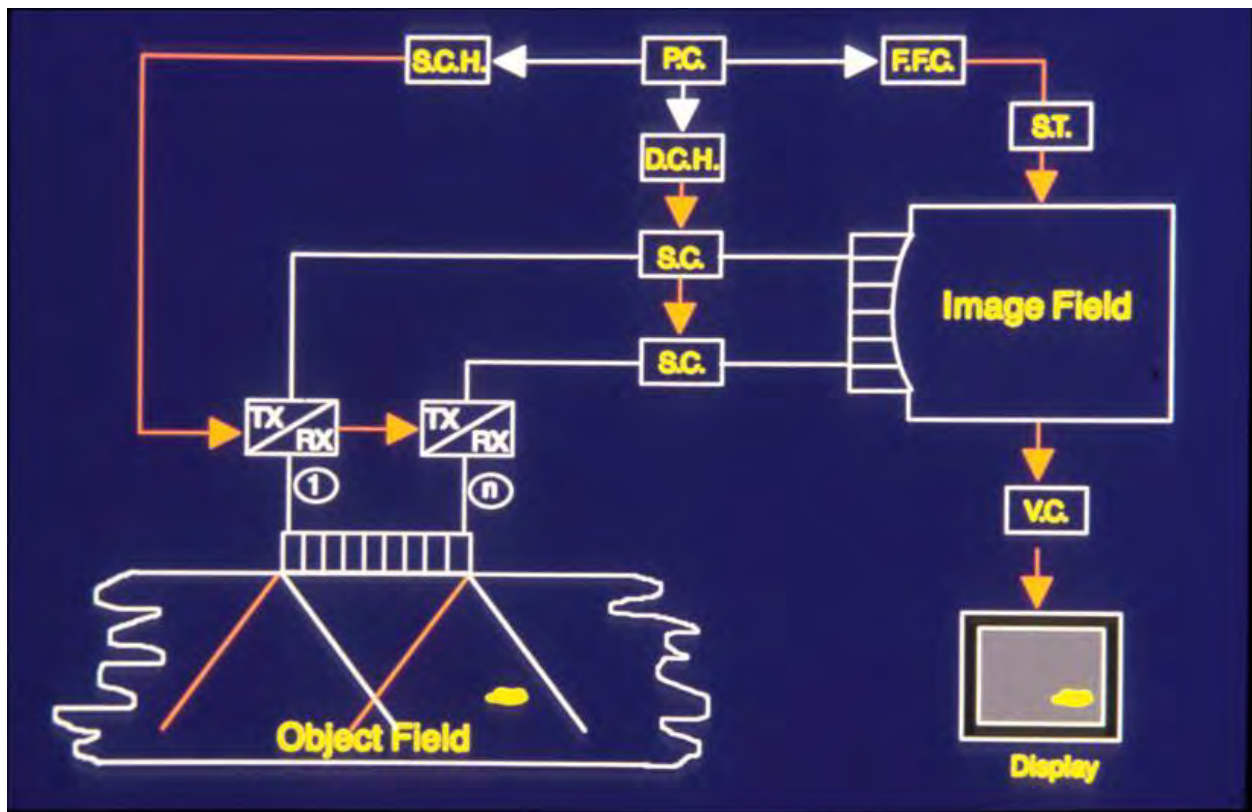 S.C.H.
P.C.
F.F.C.
S.T.
D.C.H.
S.C.
Image Field
S.C.
TX
RX
TX
RX
1
n
V.C.
Object Field
Display